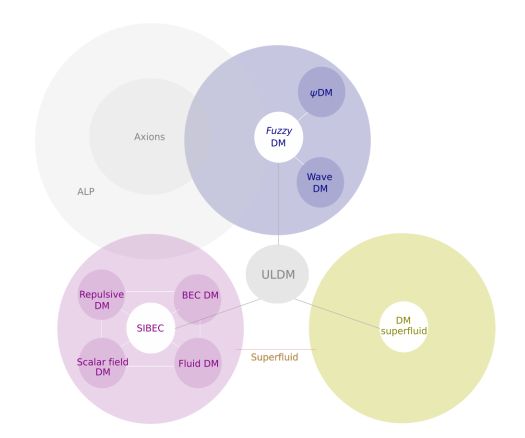 ψDM
Axions
Fuzzy
DM
Wave
DM
ALP
ULDM
Repulsive
DM
BEC DM
SIBEC
DM
superfluid
Superfluid
Scalar field
DM
Fluid DM